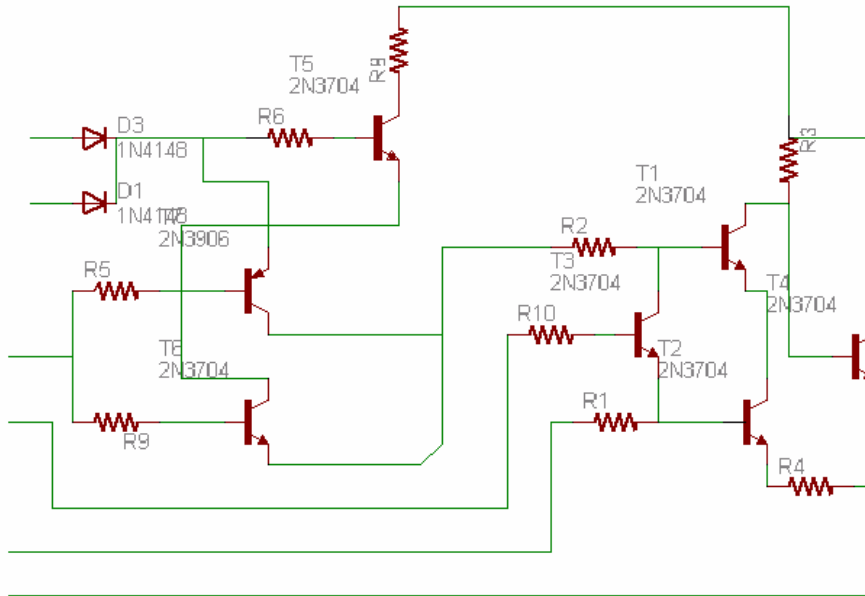 T5
2N3704
R8
R6
D3
1N4148
D1
1N4148
T7
2N3906
R3
T1
2N3704
R2
T3
2N3704
R5
T4
2N3704
R10
T6
2N3704
T2
2N3704
R1
R9
R4